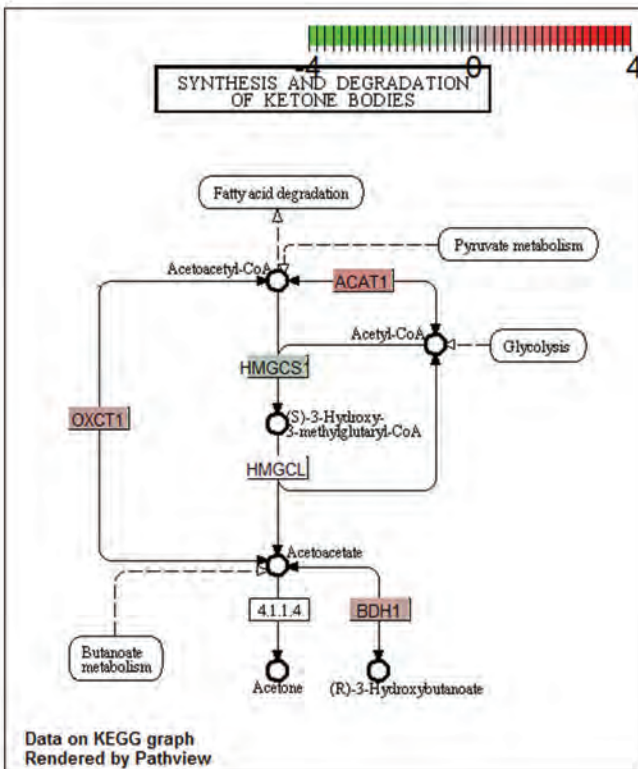 -4 0 4
SYNTHESIS AND DEGRADATION
OF KETONE BODIES
Fatty acid degradation
Pyruvate metabolism
Acetoacetyl-CoA
ACAT1
Acetyl-CoA
Glycolysis
HMGCS1
OXCT1
(S)-3-Hydroxy-
3-methylglutaryl-CoA
HMGCL
Acetoacetate
4.1.1.4
BDH1
Butanoate
metabolism
Acetone
(R)-3-Hydroxybutanoate
Data on KEGG graph
Rendered by Pathview